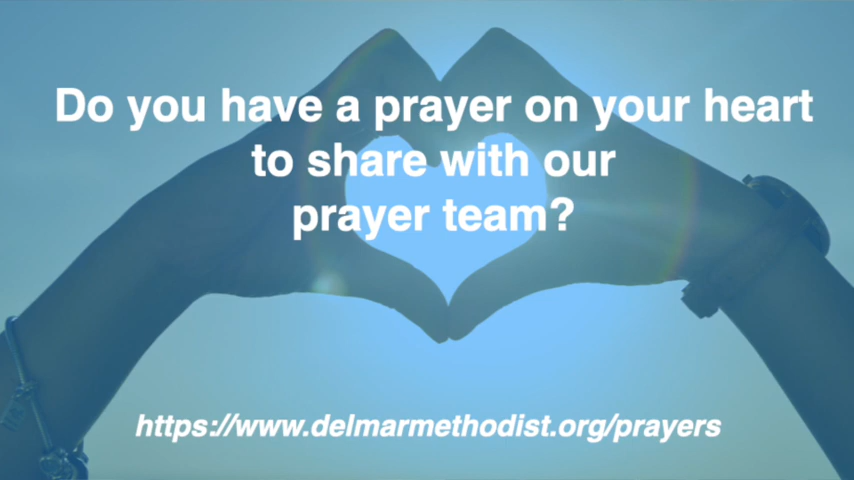 Do you have a prayer on your heart
to share with our
prayer team?
https://www.delmarmethodist.org/prayers